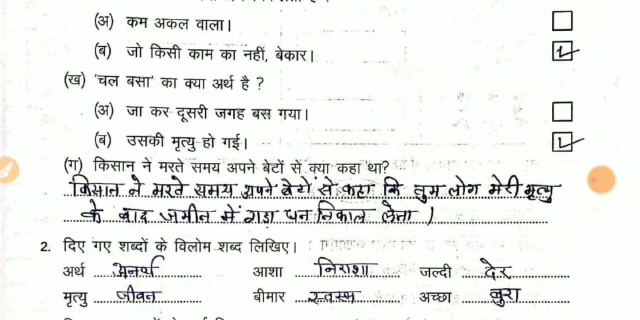 (अ) कम अकल वाला।
(ब) जो किसी काम का नहीं, बेकार।
(ख) 'चल बसा' का क्या अर्थ है ?
(अ) जा कर दूसरी जगह बस गया।
(ब) उसकी मृत्यु हो गई।
(ग) किसान ने मरते समय अपने बेटों से क्या कहा था?
किसान ने मरते समय अपने बेटों से कहा कि तुम लोग मेरी मृत्यु
के बाद जमीन में गड़ा धन निकाल लेना।
2. दिए गए शब्दों के विलोम शब्द लिखिए।
अर्थ अनर्थ आशा निराशा जल्दी देर
मृत्यु जीवन बीमार स्वस्थ अच्छा बुरा